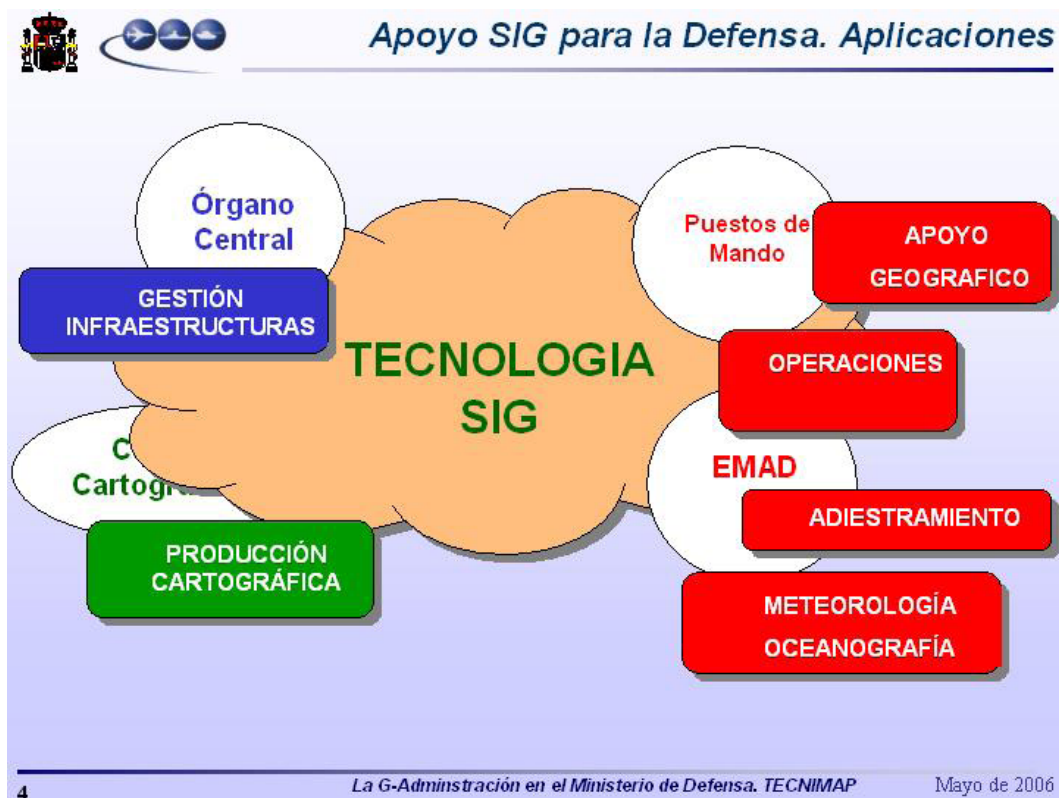 Apoyo SIG para la Defensa. Aplicaciones
Órgano
Central
GESTIÓN
INFRAESTRUCTURAS
Puestos de
Mando
APOYO
GEOGRAFICO
TECNOLOGIA
SIG
OPERACIONES
EMAD
ADIESTRAMIENTO
PRODUCCIÓN
CARTOGRÁFICA
METEOROLOGÍA
OCEANOGRAFÍA
4
La G-Adminstración en el Ministerio de Defensa. TECNIMAP
Mayo de 2006